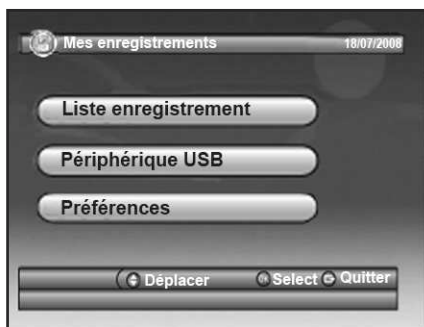 Mes enregistrements 18/07/2008
Liste enregistrement
Périphérique USB
Préférences
Déplacer Select Quitter